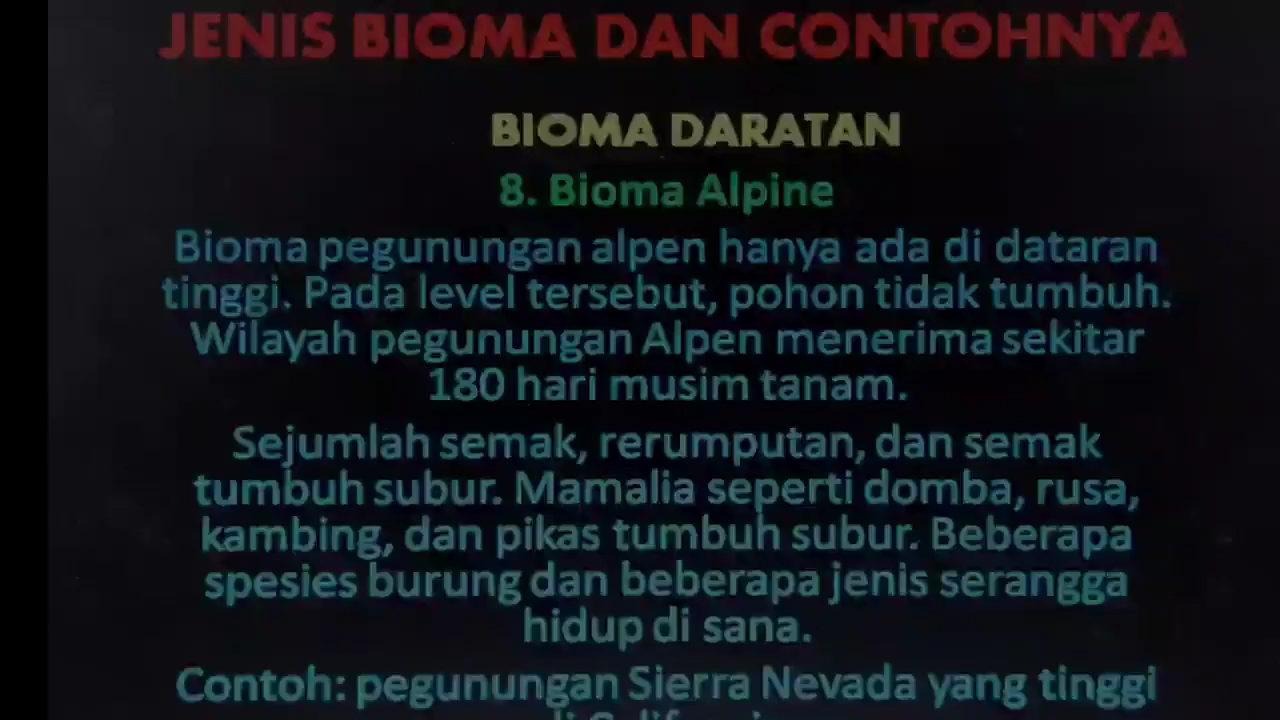 JENIS BIOMA DAN CONTOHNYA
BIOMA DARATAN
8. Bioma Alpine
Bioma pegunungan alpen hanya ada di dataran
tinggi. Pada level tersebut, pohon tidak tumbuh.
Wilayah pegunungan Alpen menerima sekitar
180 hari musim tanam.
Sejumlah semak, rerumputan, dan semak
tumbuh subur. Mamalia seperti domba, rusa,
kambing, dan pikas tumbuh subur. Beberapa
spesies burung dan beberapa jenis serangga
hidup di sana.
Contoh: pegunungan Sierra Nevada yang tinggi